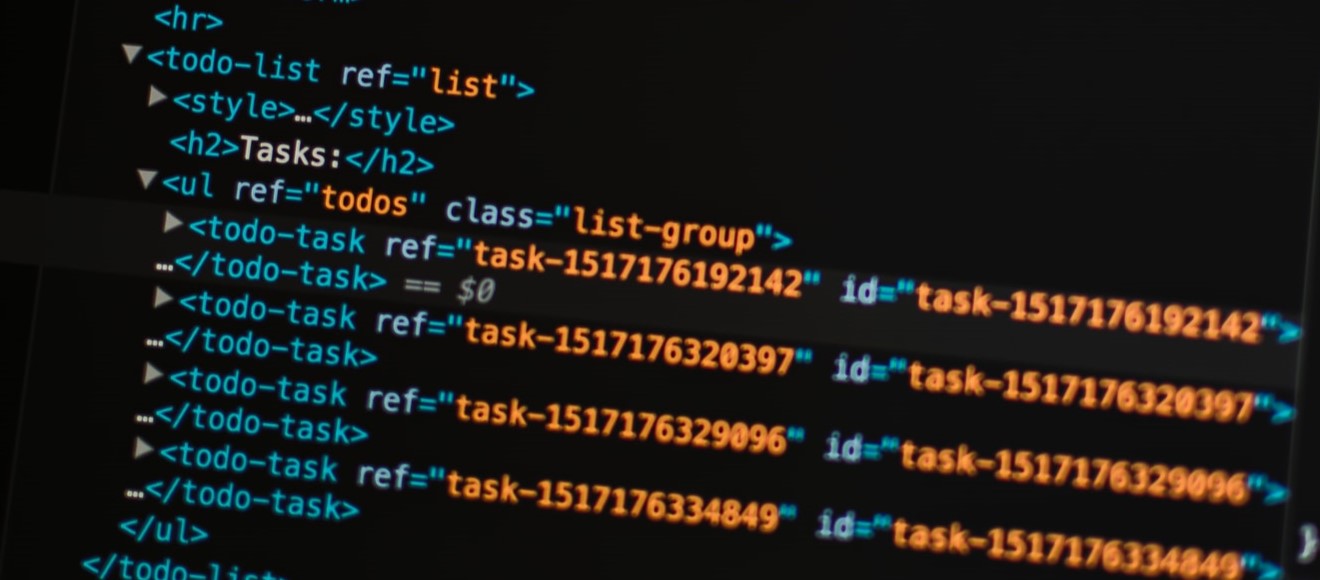 <hr>
▼<todo-list ref="list">
▶<style>…</style>
<h2>Tasks:</h2>
▼<ul ref="todos" class="list-group">
▶<todo-task ref="task-1517176192142" id="task-1517176192142">
…</todo-task> == $0
▶<todo-task ref="task-1517176320397" id="task-1517176320397">
…</todo-task>
▶<todo-task ref="task-1517176329096" id="task-1517176329096">
…</todo-task>
▶<todo-task ref="task-1517176334849" id="task-1517176334849">
…</todo-task>
}
</ul>
</todo-list